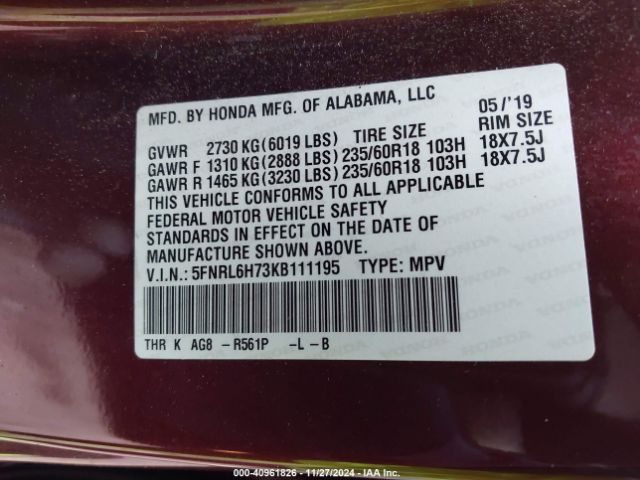 MFD. BY HONDA MFG. OF ALABAMA, LLC 05/'19
GVWR 2730 KG(6019 LBS) TIRE SIZE RIM SIZE
GAWR F 1310 KG(2888 LBS)235/60R18 103H 18X7.5J
GAWR R 1465 KG(3230 LBS)235/60R18 103H 18X7.5J
THIS VEHICLE CONFORMS TO ALL APPLICABLE
FEDERAL MOTOR VEHICLE SAFETY
STANDARDS IN EFFECT ON THE DATE OF
MANUFACTURE SHOWN ABOVE.
V.I.N.: 5FNRL6H73KB111195 TYPE: MPV
THR K AG8 – R561P –L – B
000-40961826 - 11/27/2024 - IAA Inc.